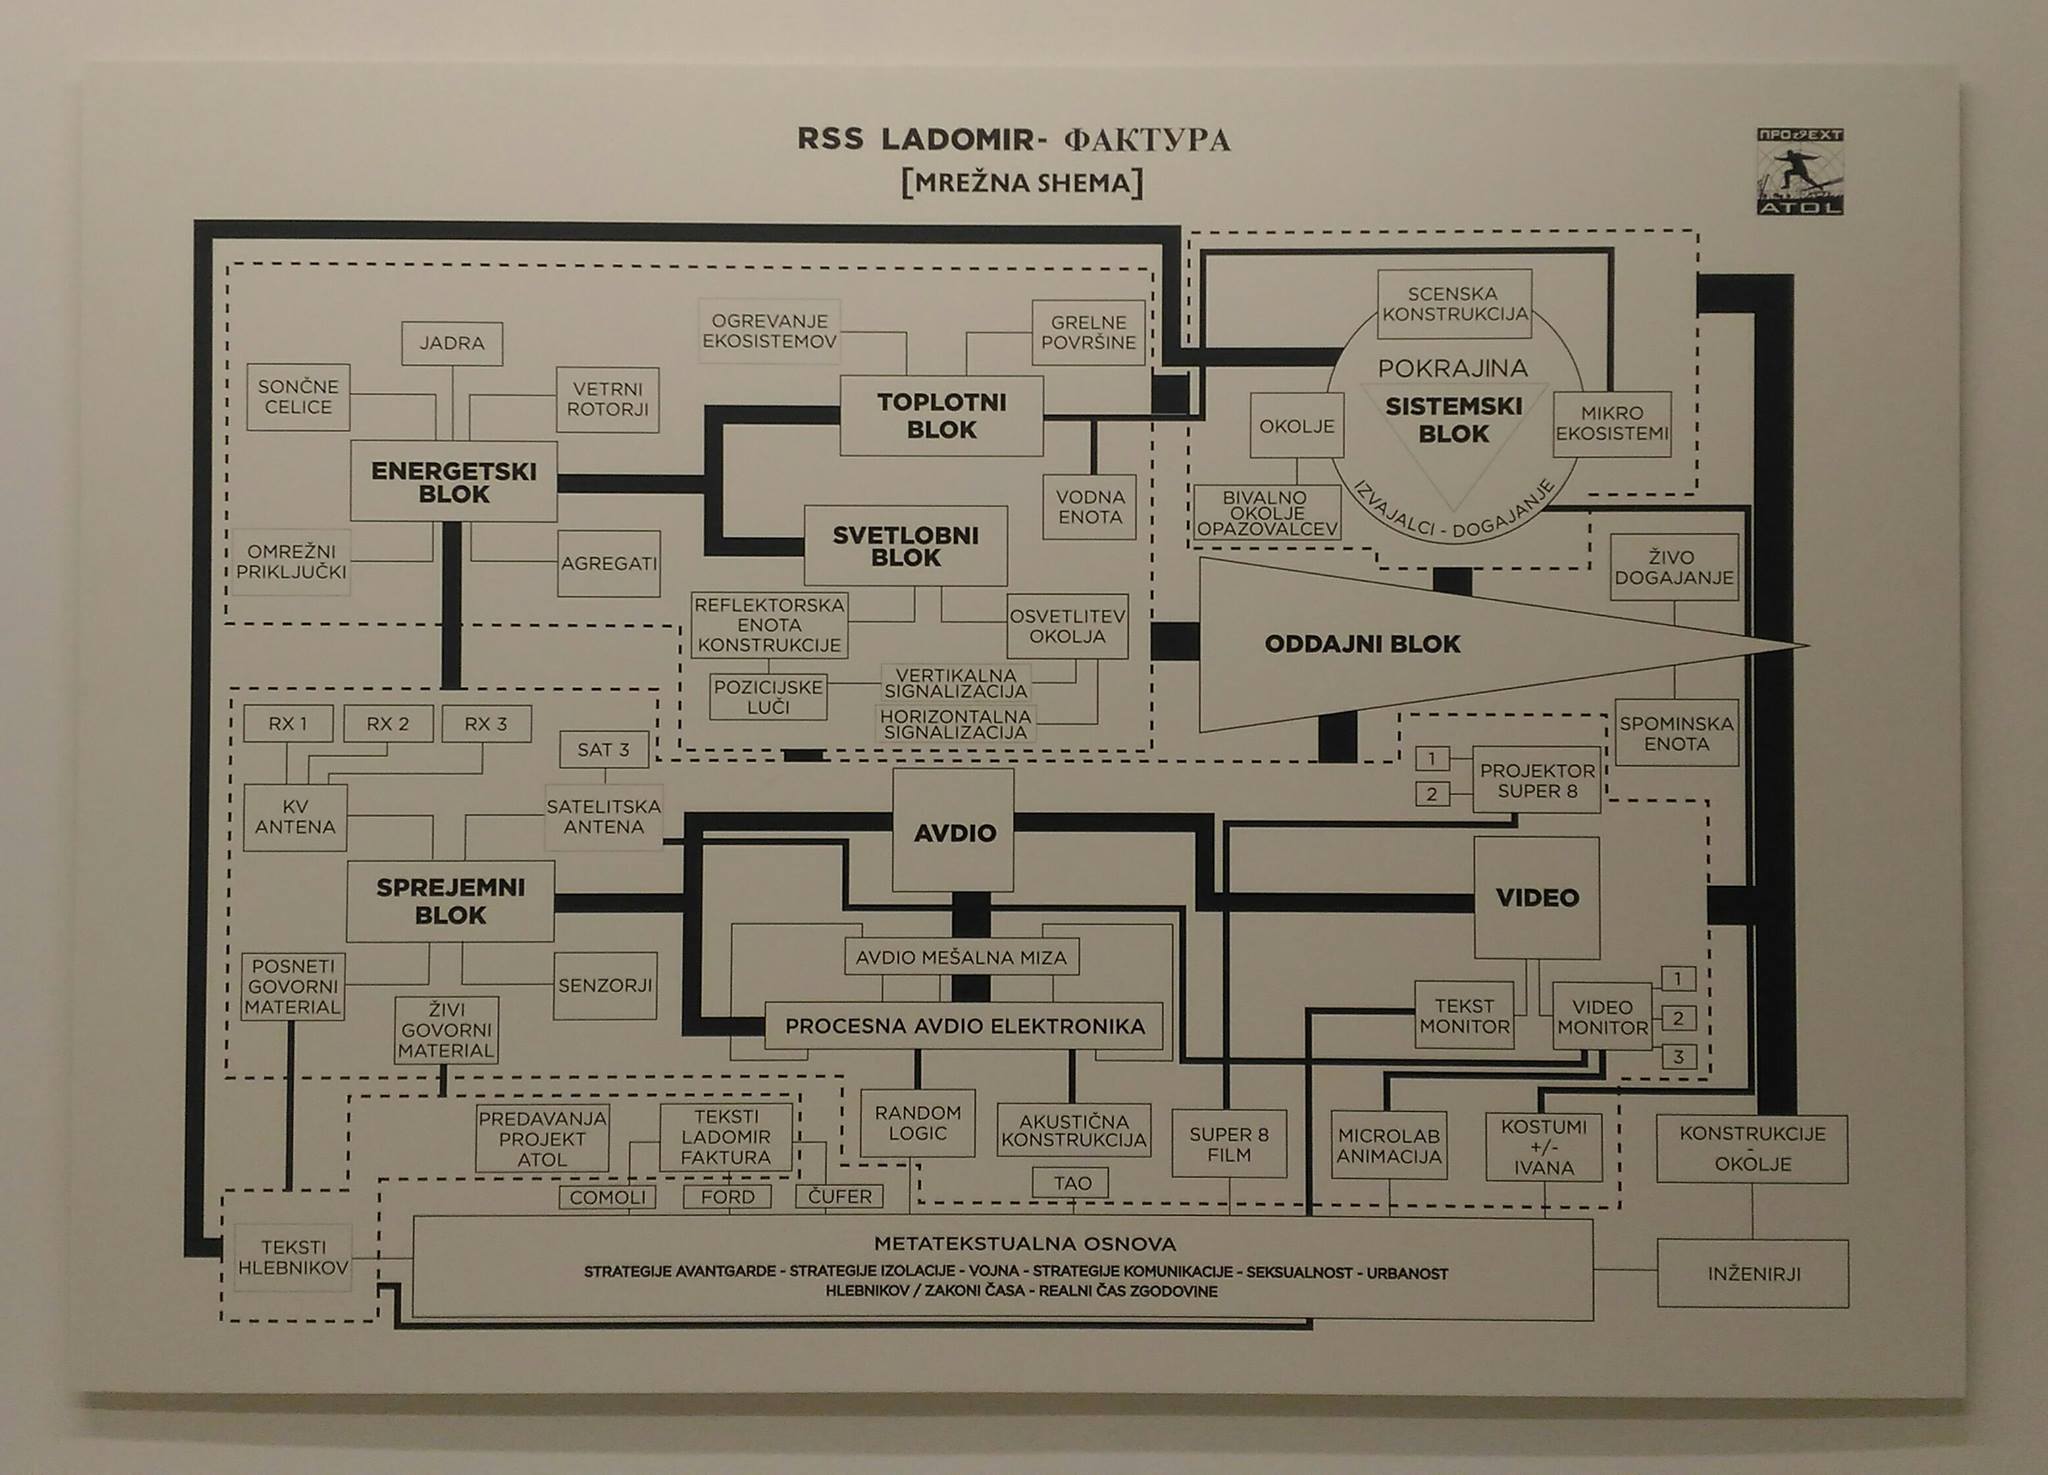 RSS LADOMIR- ФАКТУРА
[MREŽNA SHEMA]
ПРОЕКТ
ATOL
JADRA
SONČNE
CELICE
VETRNI
ROTORJI
ENERGETSKI
BLOK
OMREŽNI
PRIKLJUČKI
AGREGATI
OGREVANJE
EKOSISTEMOV
GRELNE
POVRŠINE
TOPLOTNI
BLOK
VODNA
ENOTA
SVETLOBNI
BLOK
REFLEKTORSKA
ENOTA
KONSTRUKCIJE
OSVETLITEV
OKOLJA
POZICIJSKE
LUČI
VERTIKALNA
SIGNALIZACIJA
HORIZONTALNA
SIGNALIZACIJA
SCENSKA
KONSTRUKCIJA
POKRAJINA
SISTEMSKI
BLOK
OKOLJE
MIKRO
EKOSISTEMI
BIVALNO
OKOLJE
OPAZOVALCEV
IZVAJALCI - DOGAJANJE
ŽIVO
DOGAJANJE
ODDAJNI BLOK
SPOMINSKA
ENOTA
RX 1
RX 2
RX 3
SAT 3
KV
ANTENA
SATELITSKA
ANTENA
SPREJEMNI
BLOK
POSNETI
GOVORNI
MATERIAL
ŽIVI
GOVORNI
MATERIAL
SENZORJI
AVDIO
AVDIO MEŠALNA MIZA
PROCESNA AVDIO ELEKTRONIKA
1
2
PROJEKTOR
SUPER 8
VIDEO
TEKST
MONITOR
VIDEO
MONITOR
1
2
3
PREDAVANJA
PROJEKT
ATOL
TEKSTI
LADOMIR
FAKTURA
RANDOM
LOGIC
AKUSTIČNA
KONSTRUKCIJA
SUPER 8
FILM
MICROLAB
ANIMACIJA
KOSTUMI
+/-
IVANA
KONSTRUKCIJE
-
OKOLJE
COMOLI
FORD
ČUFER
TAO
TEKSTI
HLEBNIKOV
METATEKSTUALNA OSNOVA
STRATEGIJE AVANTGARDE - STRATEGIJE IZOLACIJE - VOJNA - STRATEGIJE KOMUNIKACIJE - SEKSUALNOST - URBANOST
HLEBNIKOV / ZAKONI ČASA - REALNI ČAS ZGODOVINE
INŽENIRJI